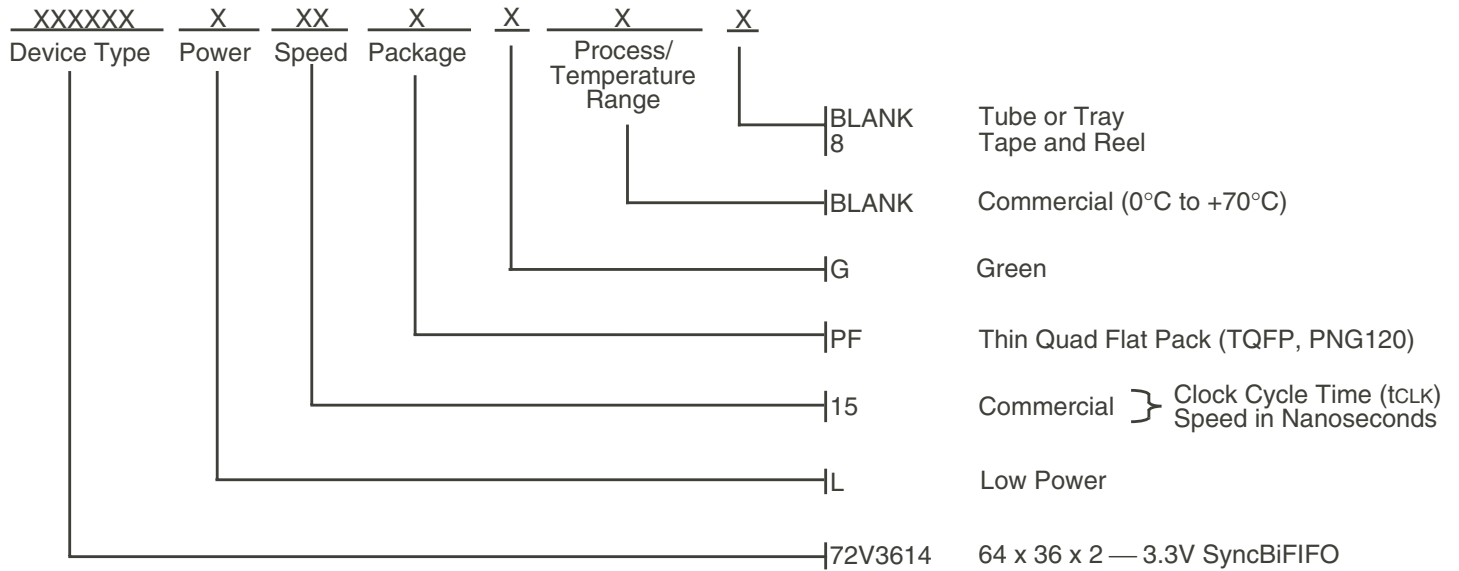 XXXXXX X XX X X X X
Device Type Power Speed Package Process/
Temperature
Range
BLANK Tube or Tray
8 Tape and Reel
BLANK Commercial (0°C to +70°C)
G Green
PF Thin Quad Flat Pack (TQFP, PNG120)
15 Commercial } Clock Cycle Time (tCLK)
Speed in Nanoseconds
L Low Power
72V3614 64 x 36 x 2 — 3.3V SyncBiFIFO